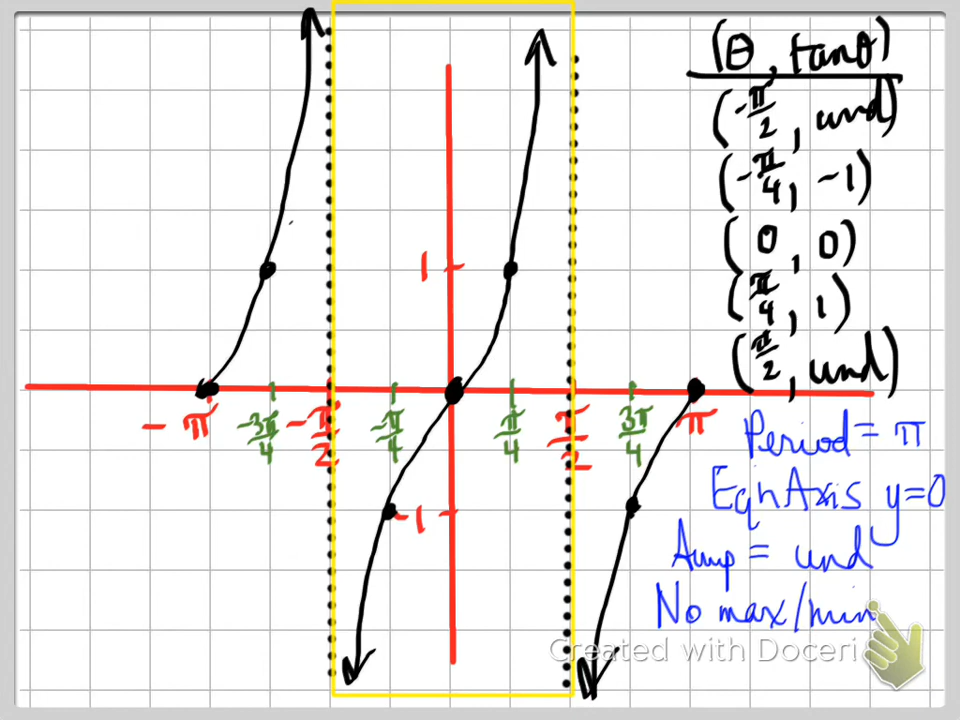 (θ, tanθ)
(-π/2, und)
(-π/4, -1)
(0, 0)
(π/4, 1)
(π/2, und)
1
-π -3π/4 -π/2 -π/4 π/4 π/2 3π/4 π
-1
Period = π
Eqn Axis y=0
Amp = und
No max/min
Created with Doceri